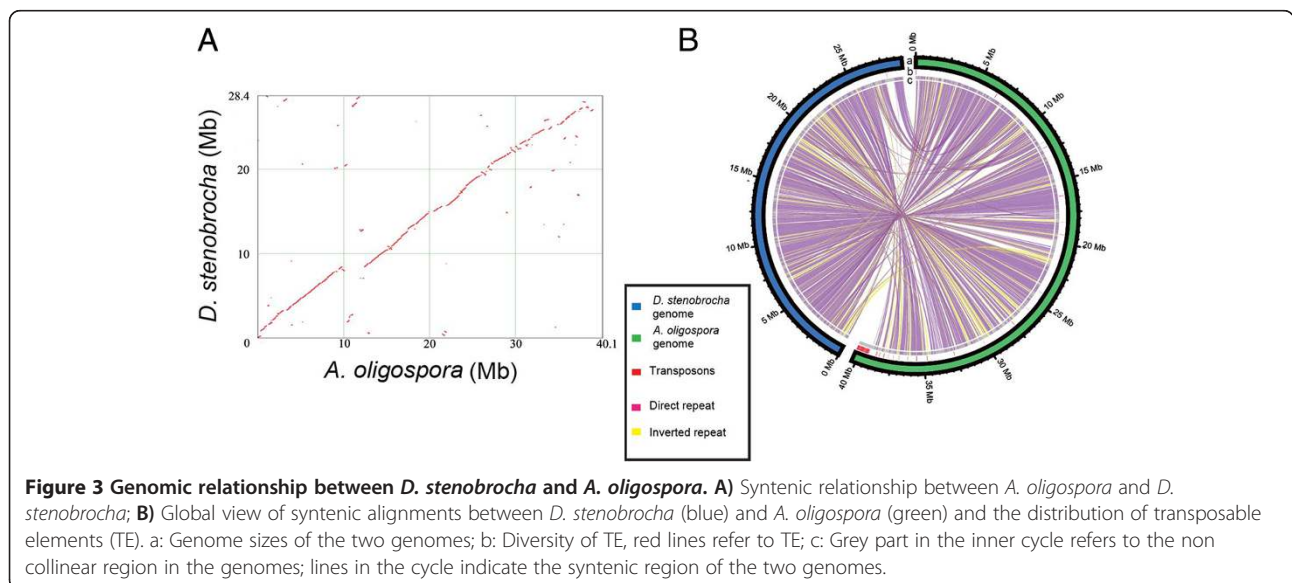 A
B
28.4
20
10
0
10
20
30
40.1
D. stenobrocha (Mb)
A. oligospora (Mb)
0 Mb
5 Mb
10 Mb
15 Mb
20 Mb
25 Mb
30 Mb
35 Mb
40 Mb
0 Mb
5 Mb
10 Mb
15 Mb
20 Mb
25 Mb
a
b
c
D. stenobrocha
genome
A. oligospora
genome
Transposons
Direct repeat
Inverted repeat
Figure 3 Genomic relationship between D. stenobrocha and A. oligospora. A) Syntenic relationship between A. oligospora and D.
stenobrocha; B) Global view of syntenic alignments between D. stenobrocha (blue) and A. oligospora (green) and the distribution of transposable
elements (TE). a: Genome sizes of the two genomes; b: Diversity of TE, red lines refer to TE; c: Grey part in the inner cycle refers to the non
collinear region in the genomes; lines in the cycle indicate the syntenic region of the two genomes.